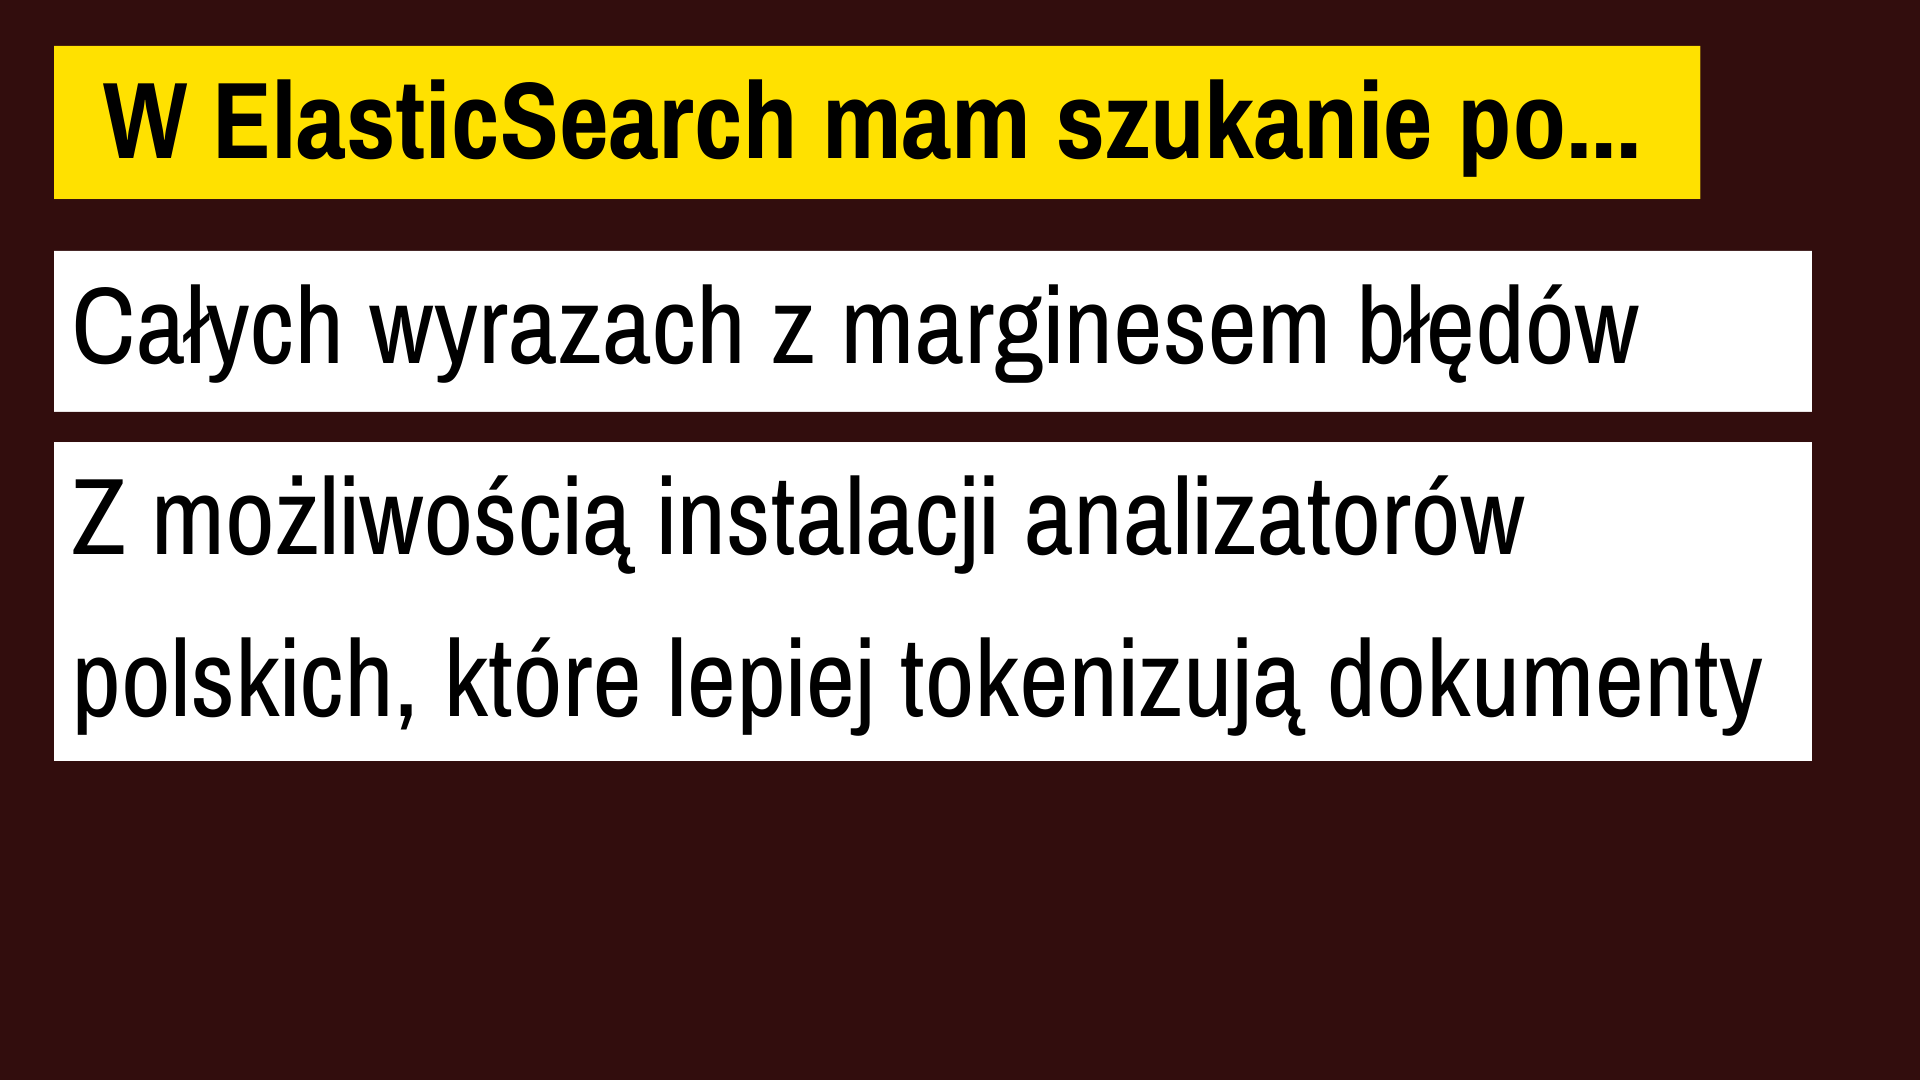 W ElasticSearch mam szukanie po...
Całych wyrazach z marginesem błędów
Z możliwością instalacji analizatorów
polskich, które lepiej tokenizują dokumenty